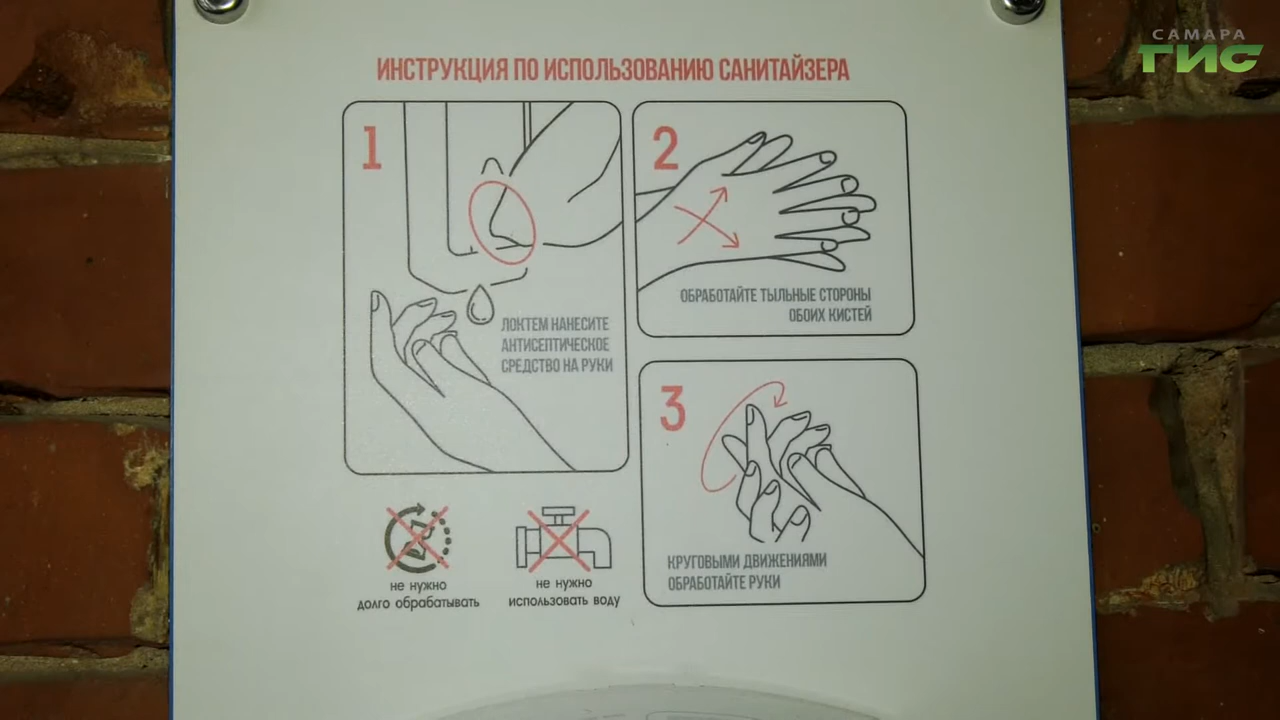 САМАРА
ГИС
ИНСТРУКЦИЯ ПО ИСПОЛЬЗОВАНИЮ САНИТАЙЗЕРА
1
ЛОКТЕМ НАНЕСИТЕ
АНТИСЕПТИЧЕСКОЕ
СРЕДСТВО НА РУКИ
2
ОБРАБОТАЙТЕ ТЫЛЬНЫЕ СТОРОНЫ
ОБОИХ КИСТЕЙ
3
КРУГОВЫМИ ДВИЖЕНИЯМИ
ОБРАБОТАЙТЕ РУКИ
не нужно
долго обрабатывать
не нужно
использовать воду